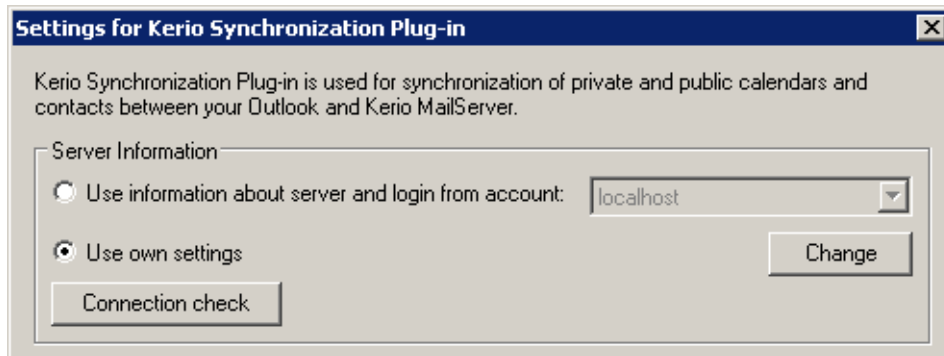 Settings for Kerio Synchronization Plug-in
Kerio Synchronization Plug-in is used for synchronization of private and public calendars and
contacts between your Outlook and Kerio MailServer.
Server Information
Use information about server and login from account: localhost
Use own settings Change
Connection check